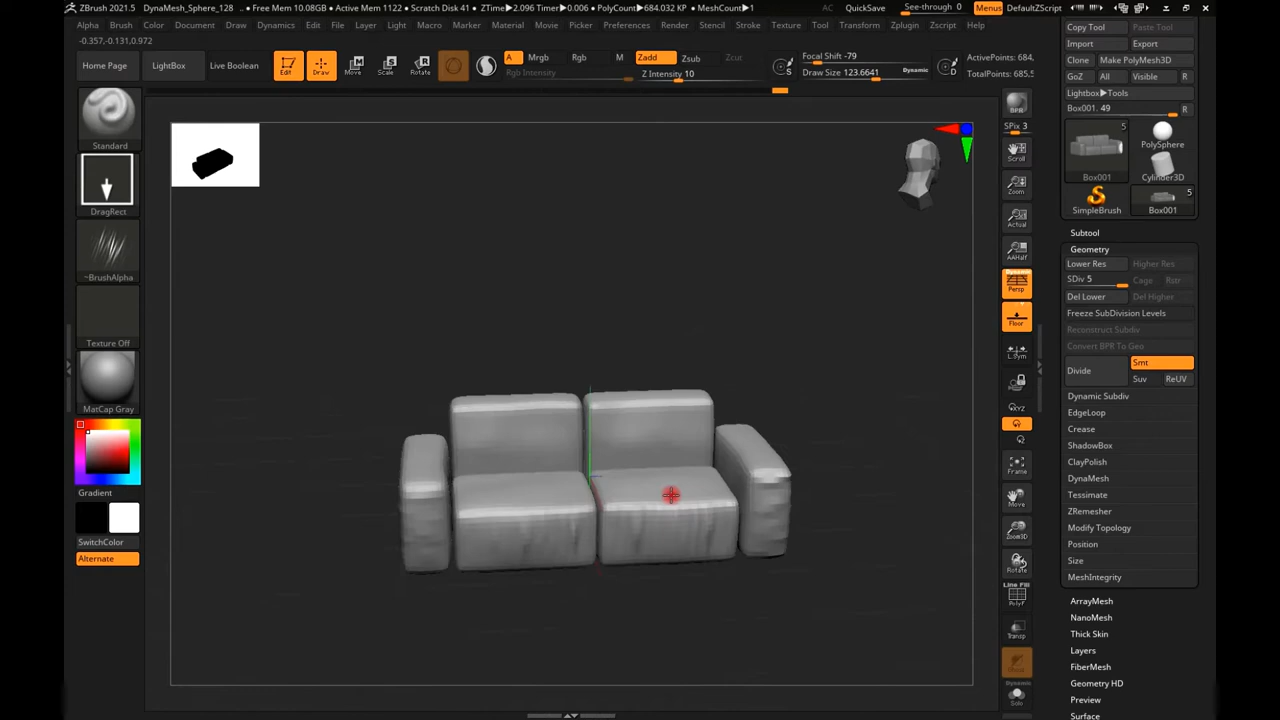 ZBrush 2021.5 DynaMesh_Sphere_128 .. • Free Mem 10.08GB • Active Mem 1122 • Scratch Disk 41 • ZTime▶2.096 Timer▶0.006 • PolyCount▶684.032 KP • MeshCount▶1 AC QuickSave See-through 0 Menus DefaultZScript
Alpha Brush Color Document Draw Dynamics Edit File Layer Light Macro Marker Material Movie Picker Preferences Render Stencil Stroke Texture Tool Transform Zplugin Zscript Help
-0.357,-0.131,0.972
Home Page LightBox Live Boolean Edit Draw Move Scale Rotate
A Mrgb Rgb M Zadd Zsub Zcut
Rgb Intensity Z Intensity 10
Focal Shift -79
Draw Size 123.6641 Dynamic
S D
ActivePoints: 684,
TotalPoints: 685,5
Standard
DragRect
~BrushAlpha
Texture Off
MatCap Gray
Gradient
SwitchColor
Alternate
BPR
SPix 3
Scroll
Zoom
Actual
AAHalf
Dynamic
Persp
Floor
L.Sym
XYZ
Frame
Move
Zoom3D
Rotate
Line Fill
PolyF
Transp
Dynamic
Solo
Copy Tool Paste Tool
Import Export
Clone Make PolyMesh3D
GoZ All Visible R
Lightbox▶Tools
Box001. 49 R
5
Box001
PolySphere
Cylinder3D
SimpleBrush
5
Box001
Subtool
Geometry
Lower Res Higher Res
SDiv 5 Cage Rstr
Del Lower Del Higher
Freeze SubDivision Levels
Reconstruct Subdiv
Convert BPR To Geo
Divide Smt
Suv ReUV
Dynamic Subdiv
EdgeLoop
Crease
ShadowBox
ClayPolish
DynaMesh
Tessimate
ZRemesher
Modify Topology
Position
Size
MeshIntegrity
ArrayMesh
NanoMesh
Thick Skin
Layers
FiberMesh
Geometry HD
Preview
Surface